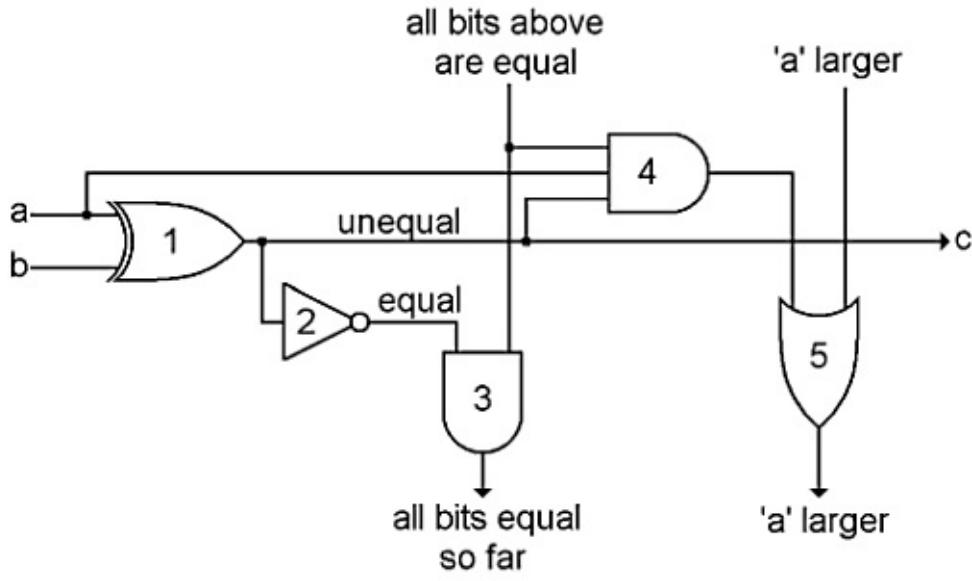 all bits above
are equal
'a' larger
4
a
1
unequal
c
b
equal
2
5
3
all bits equal
so far
'a' larger